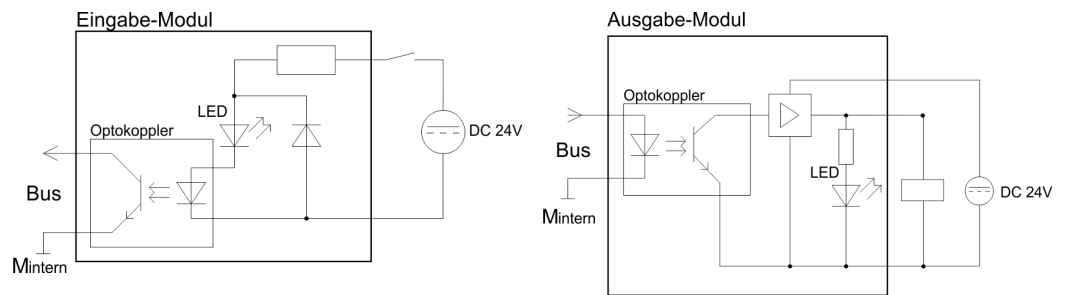 Eingabe-Modul
LED
Optokoppler
DC 24V
Bus
Mintern
Ausgabe-Modul
Optokoppler
Bus
LED
DC 24V
Mintern